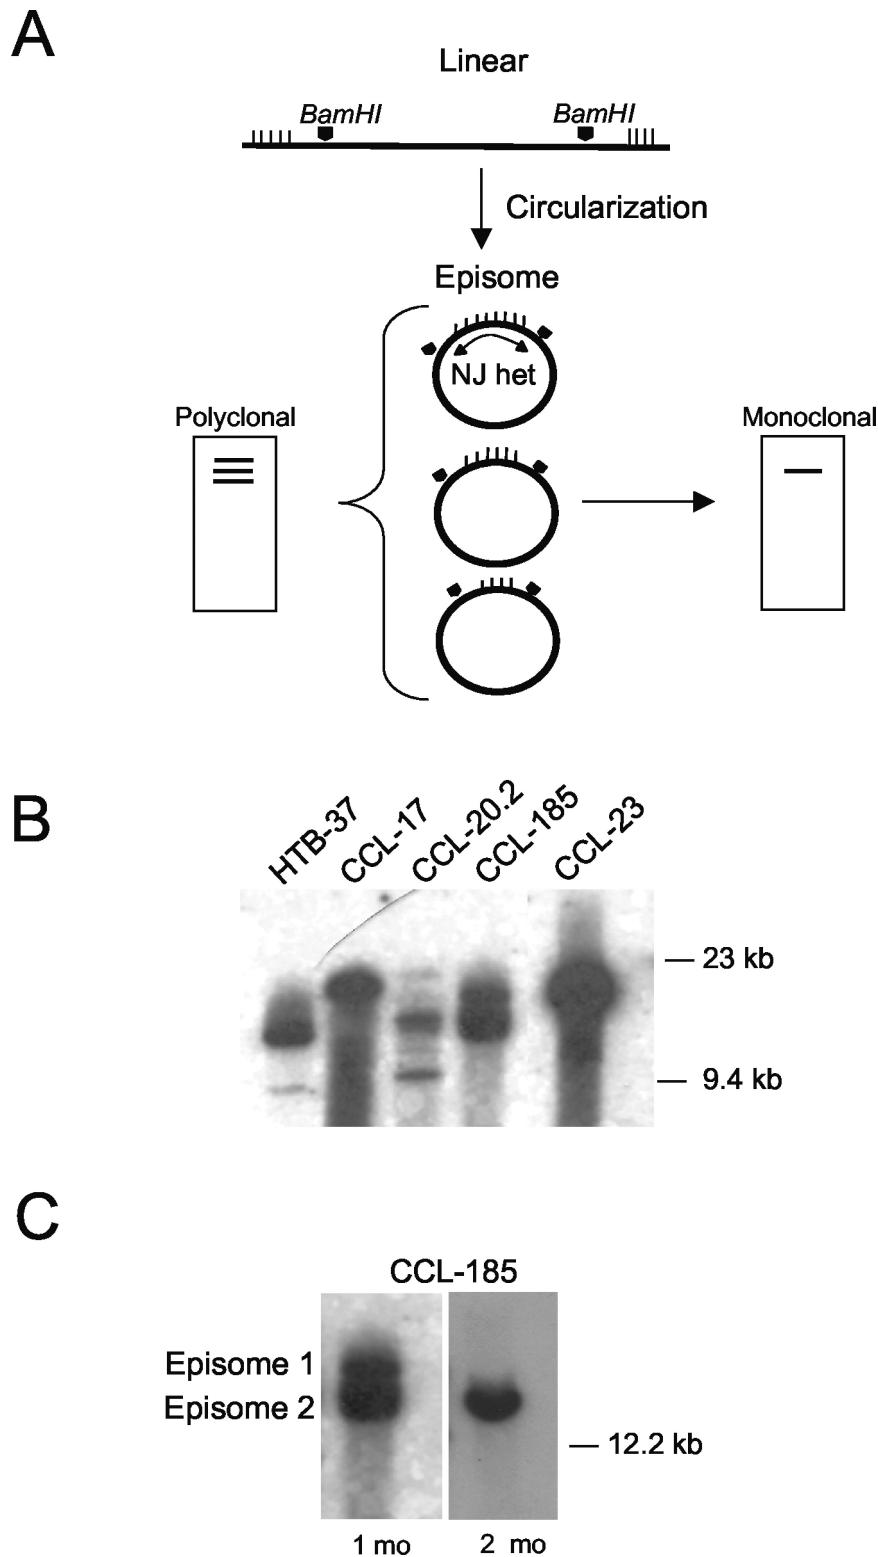 A
Linear
BamHI BamHI
Circularization
Episome
NJ het
Polyclonal
Monoclonal
B
HTB-37 CCL-17 CCL-20.2 CCL-185 CCL-23
23 kb
9.4 kb
C
CCL-185
Episome 1
Episome 2
12.2 kb
1 mo 2 mo